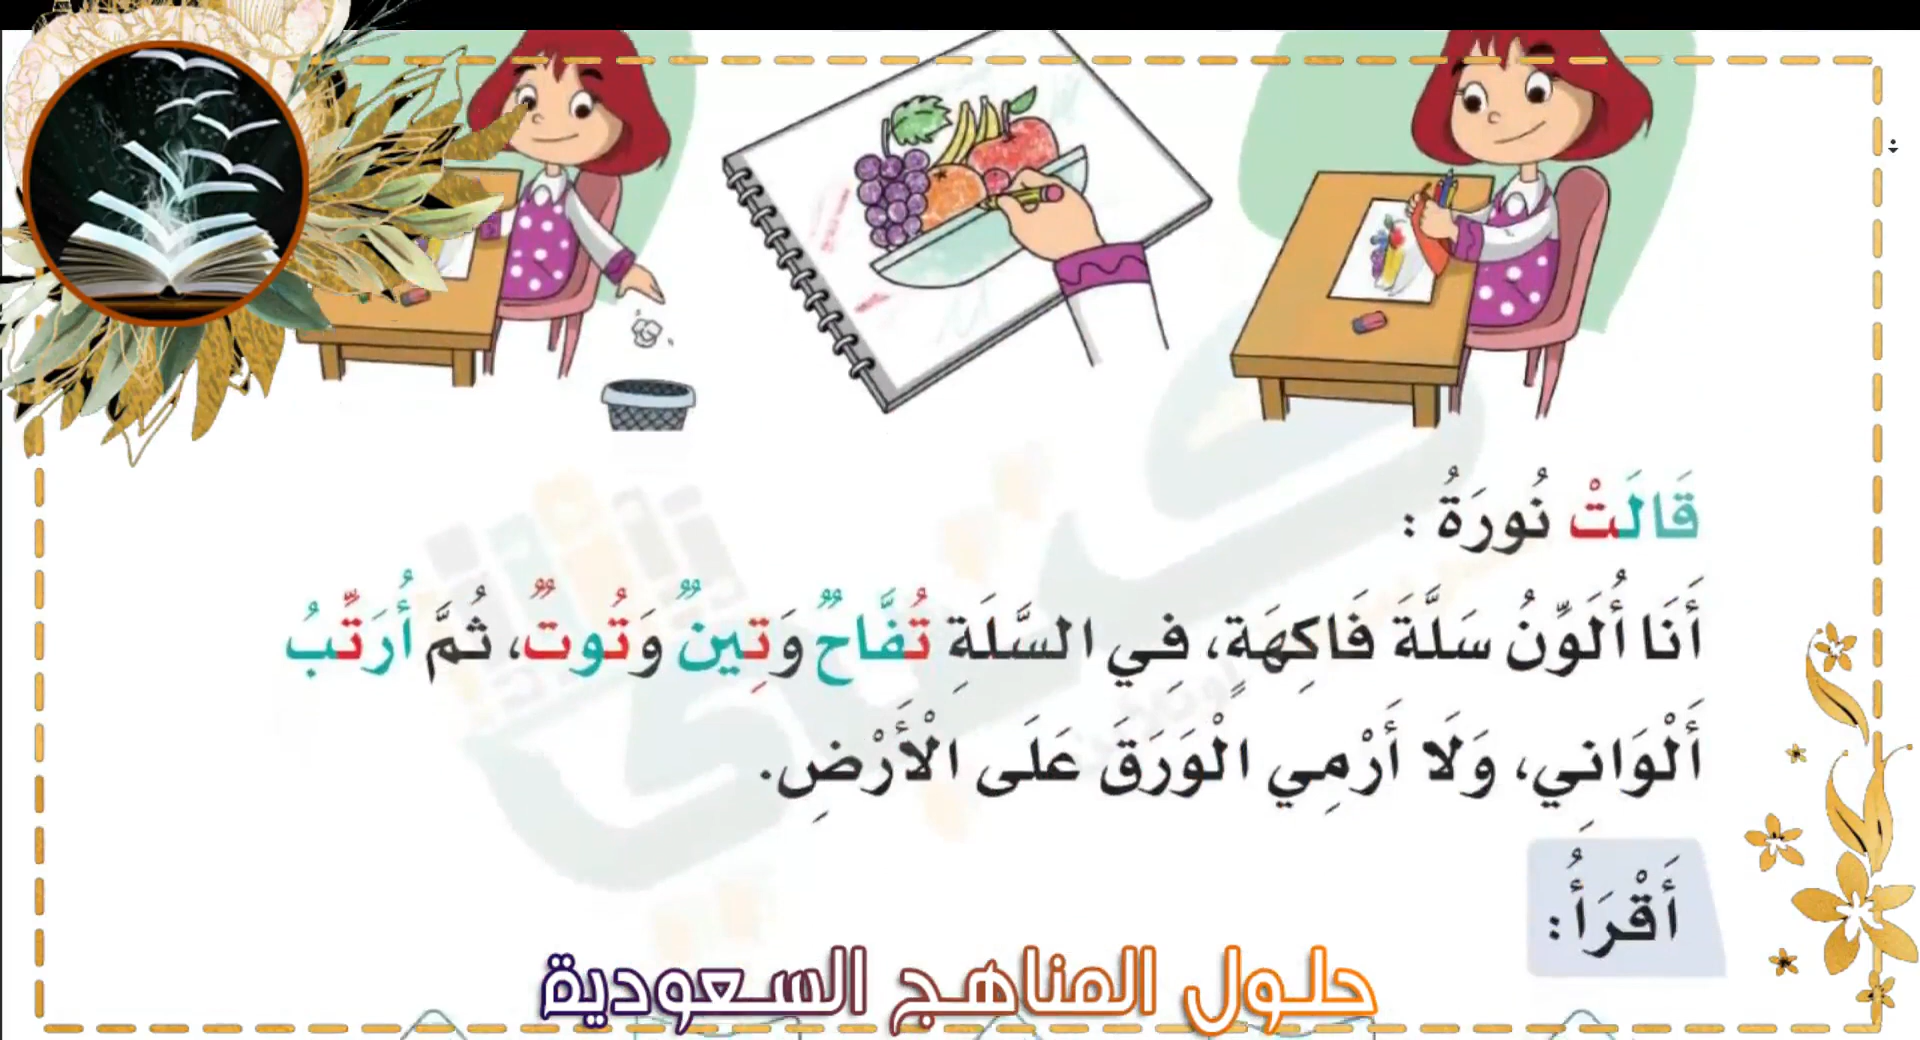 قَالَتْ نُورَةُ :
أَنَا أُلَوِّنُ سَلَّةَ فَاكِهَةٍ، فِي السَّلَةِ تُفَّاحٌ وَتِينٌ وَتُوتٌ، ثُمَّ أُرَتِّبُ
أَلْوَانِي، وَلَا أَرْمِي الْوَرَقَ عَلَى الْأَرْضِ.
أَقْرَأُ:
حلول المناهج السعودية